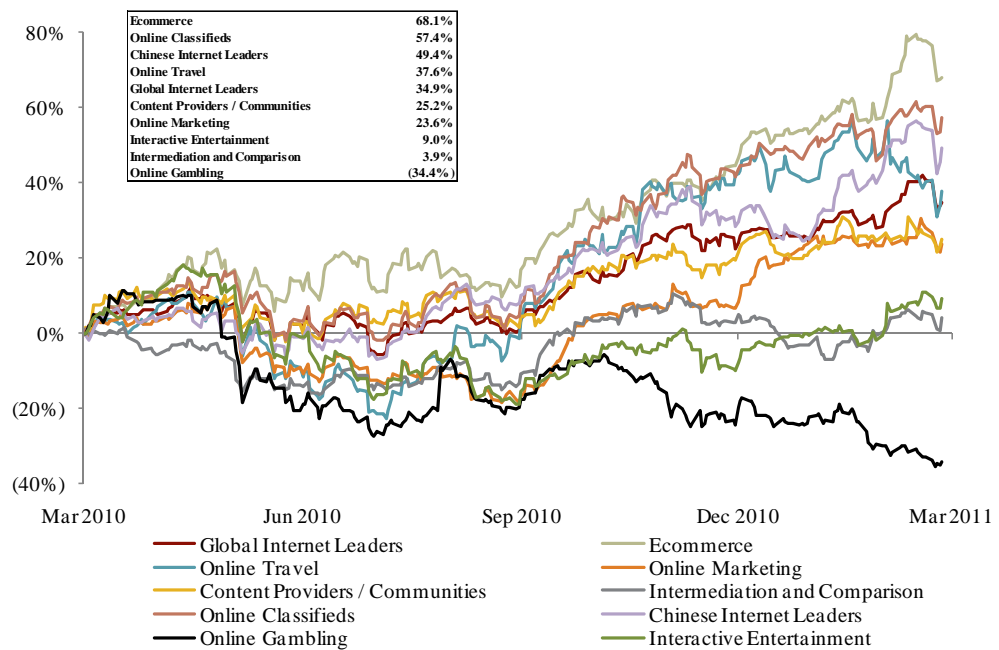 80%
60%
40%
20%
0%
(20%)
(40%)
Ecommerce 68.1%
Online Classifieds 57.4%
Chinese Internet Leaders 49.4%
Online Travel 37.6%
Global Internet Leaders 34.9%
Content Providers / Communities 25.2%
Online Marketing 23.6%
Interactive Entertainment 9.0%
Intermediation and Comparison 3.9%
Online Gambling (34.4%)
Mar 2010 Jun 2010 Sep 2010 Dec 2010 Mar 2011
Global Internet Leaders Ecommerce
Online Travel Online Marketing
Content Providers / Communities Intermediation and Comparison
Online Classifieds Chinese Internet Leaders
Online Gambling Interactive Entertainment